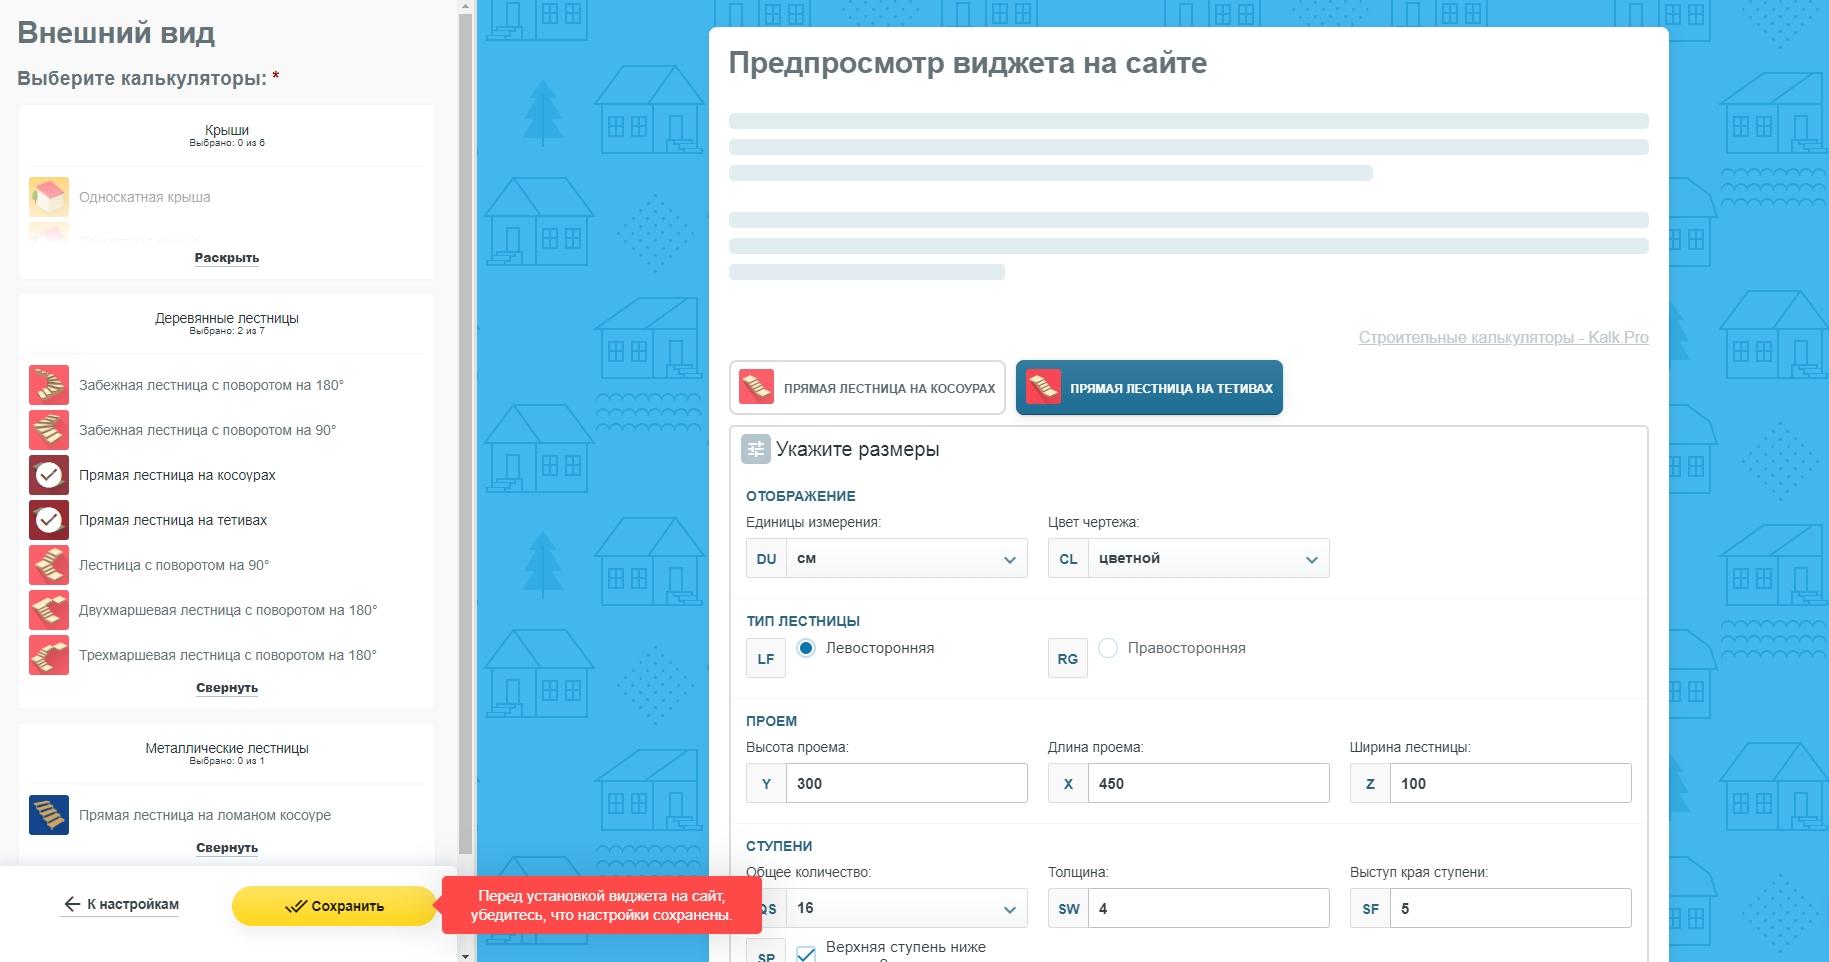 Внешний вид
Выберите калькуляторы: *
Крыши
Выбрано: 0 из 6
Односкатная крыша
Раскрыть
Деревянные лестницы
Выбрано: 2 из 7
Забежная лестница с поворотом на 180°
Забежная лестница с поворотом на 90°
Прямая лестница на косоурах
Прямая лестница на тетивах
Лестница с поворотом на 90°
Двухмаршевая лестница с поворотом на 180°
Трехмаршевая лестница с поворотом на 180°
Свернуть
Металлические лестницы
Выбрано: 0 из 1
Прямая лестница на ломаном косоуре
Свернуть
К настройкам
Сохранить
Перед установкой виджета на сайт,
убедитесь, что настройки сохранены.
Предпросмотр виджета на сайте
Строительные калькуляторы - Kalk.Pro
ПРЯМАЯ ЛЕСТНИЦА НА КОСОУРАХ
ПРЯМАЯ ЛЕСТНИЦА НА ТЕТИВАХ
Укажите размеры
ОТОБРАЖЕНИЕ
Единицы измерения:
Цвет чертежа:
DU см
CL цветной
ТИП ЛЕСТНИЦЫ
LF Левосторонняя
RG Правосторонняя
ПРОЕМ
Высота проема:
Длина проема:
Ширина лестницы:
Y 300
X 450
Z 100
СТУПЕНИ
Общее количество:
Толщина:
Выступ края ступени:
QS 16
SW 4
SF 5
SP Верхняя ступень ниже